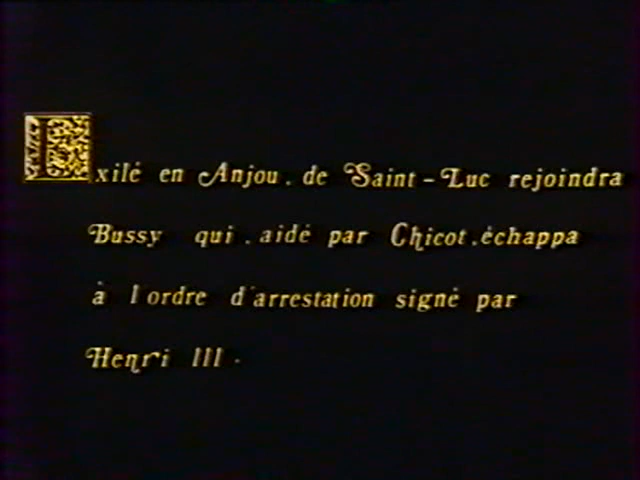 Exilé en Anjou, de Saint-Luc rejoindra
Bussy qui, aidé par Chicot, échappa
à l'ordre d'arrestation signé par
Henri III.